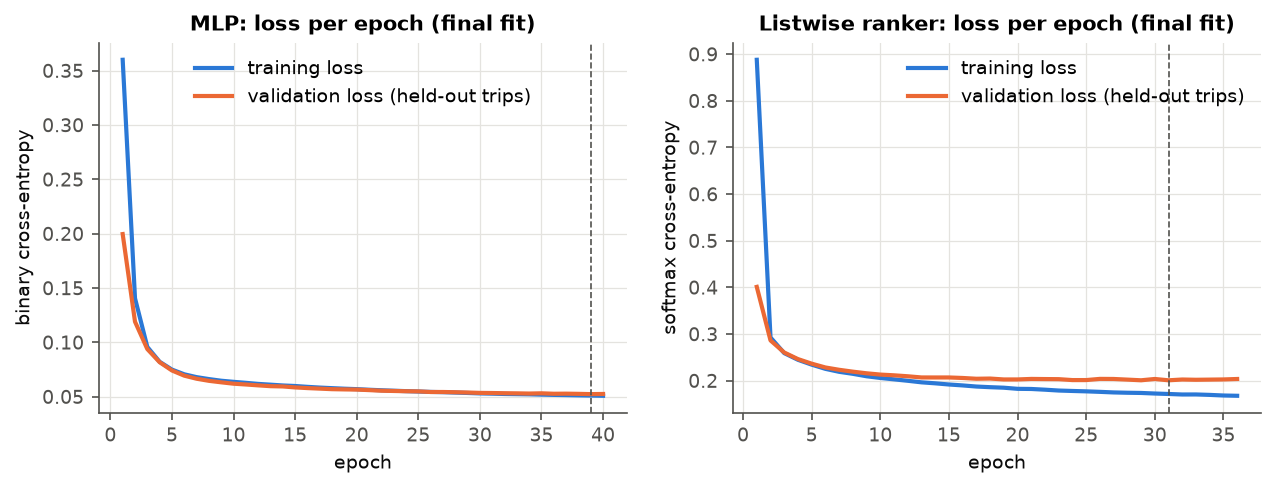 MLP: loss per epoch (final fit)
training loss
validation loss (held-out trips)
binary cross-entropy
0.35
0.30
0.25
0.20
0.15
0.10
0.05
0 5 10 15 20 25 30 35 40
epoch
Listwise ranker: loss per epoch (final fit)
training loss
validation loss (held-out trips)
softmax cross-entropy
0.9
0.8
0.7
0.6
0.5
0.4
0.3
0.2
0 5 10 15 20 25 30 35
epoch